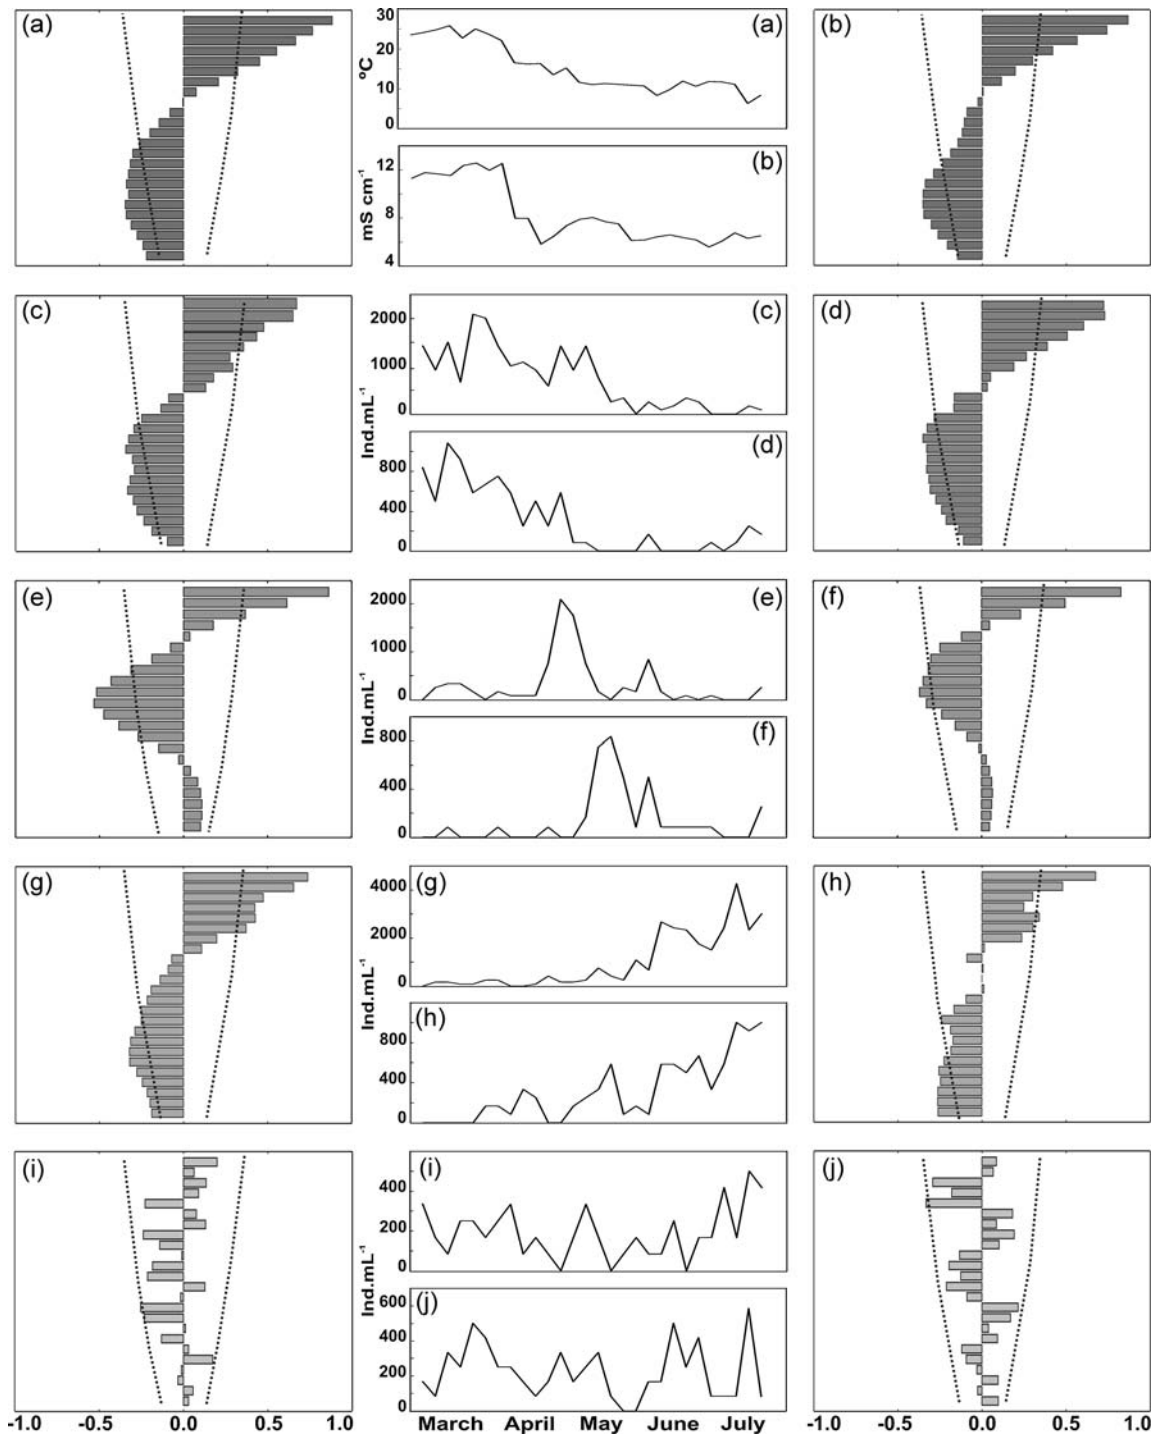 (a)
30
20
10
0
ºC
(a)
(b)
12
8
4
mS cm⁻¹
(b)
(c)
2000
1000
0
(c)
(d)
Ind.mL⁻¹
800
400
0
(d)
(e)
2000
1000
0
(e)
(f)
Ind.mL⁻¹
800
400
0
(f)
(g)
4000
2000
0
(g)
(h)
Ind.mL⁻¹
800
400
0
(h)
(i)
400
200
0
(i)
(j)
Ind.mL⁻¹
600
400
200
0
(j)
-1.0 -0.5 0.0 0.5 1.0
March April May June July
-1.0 -0.5 0.0 0.5 1.0